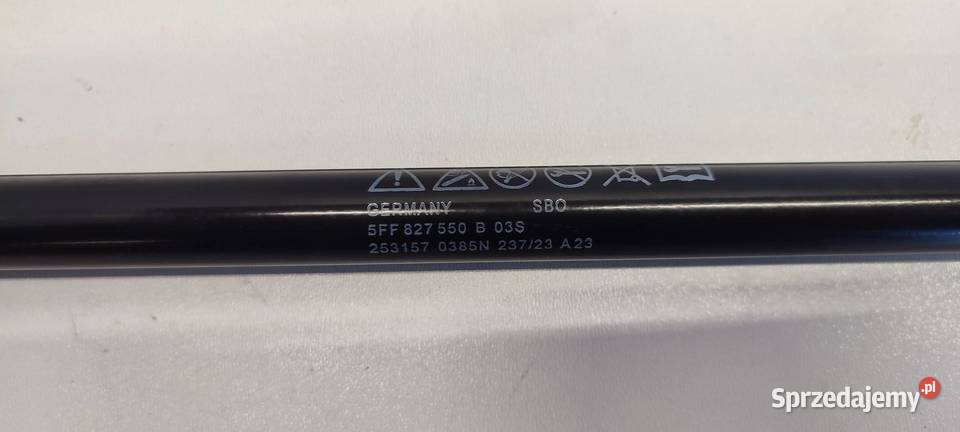 GERMANY SBO
5FF 827 550 B 03S
253157 0385N 237/23 A23
Sprzedajemy.pl